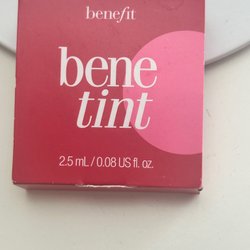 benefit
bene
tint
2.5 mL / 0.08 US fl. oz.